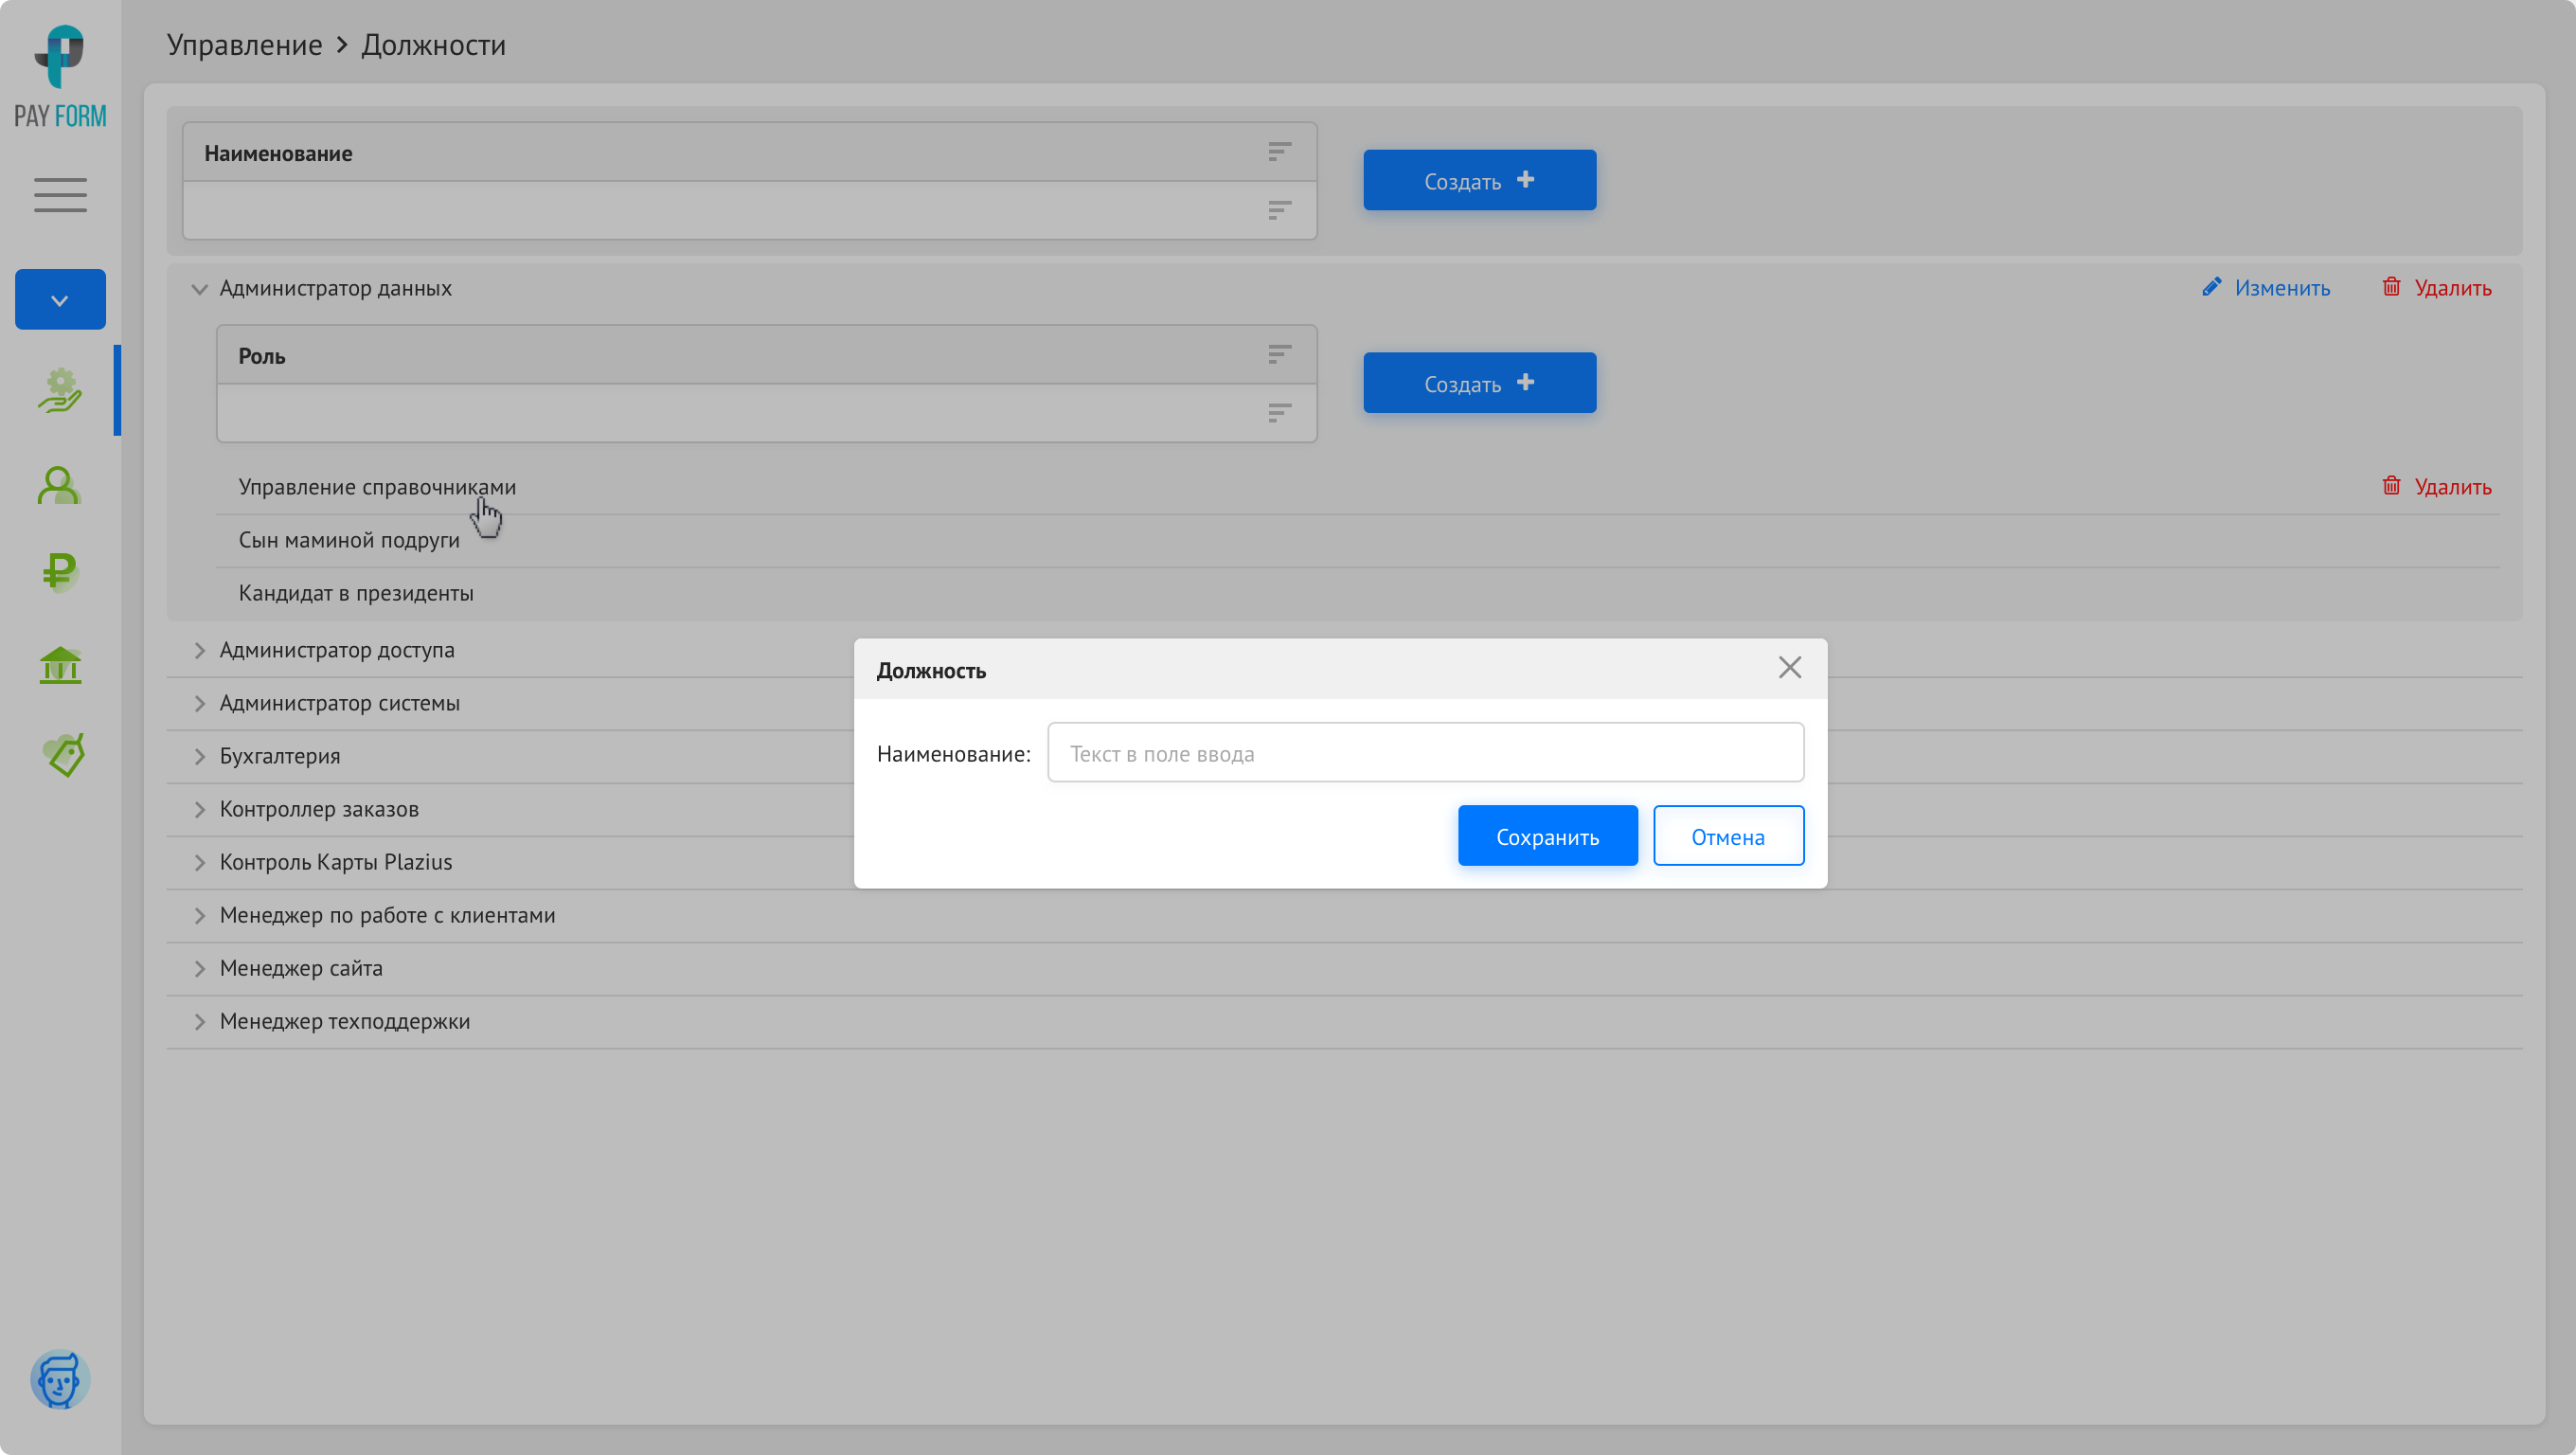 PAY FORM
Управление > Должности
Наименование
Создать
Администратор данных
Изменить
Удалить
Роль
Создать
Управление справочниками
Удалить
Сын маминой подруги
Кандидат в президенты
Администратор доступа
Администратор системы
Бухгалтерия
Контроллер заказов
Контроль Карты Plazius
Менеджер по работе с клиентами
Менеджер сайта
Менеджер техподдержки
Должность
Наименование:
Текст в поле ввода
Сохранить
Отмена